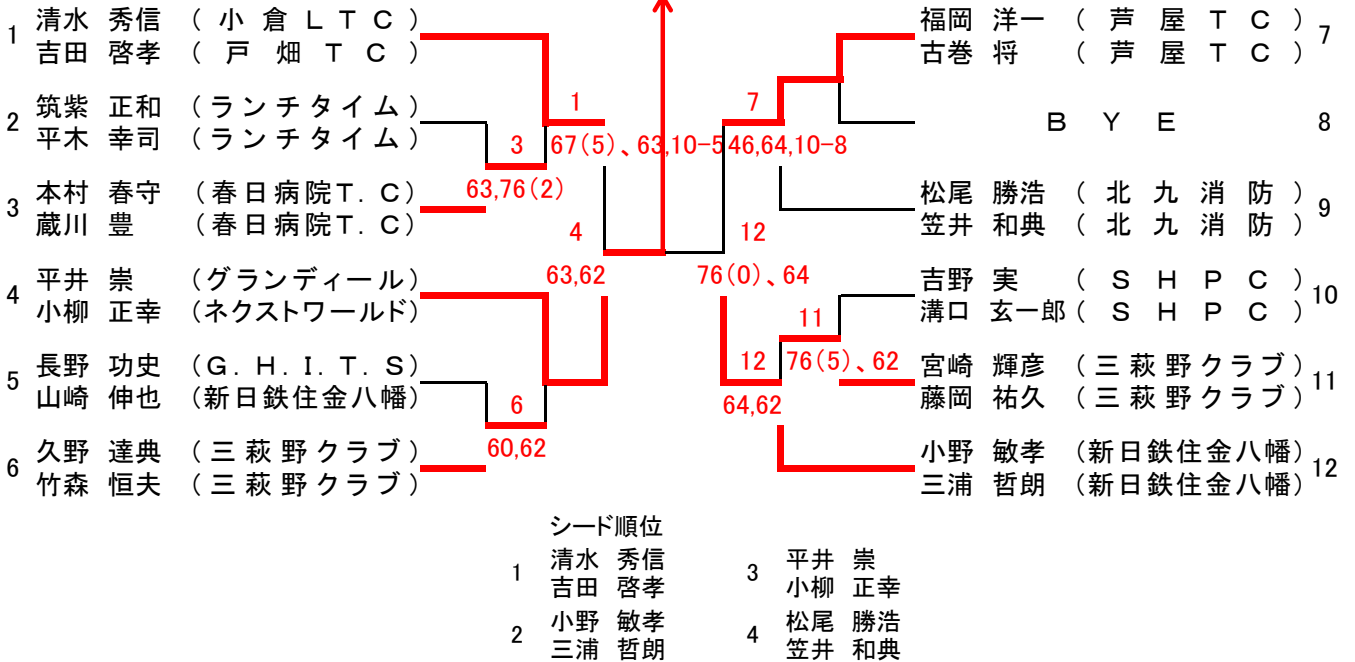 1 清水 秀信 (小倉LTC)
吉田 啓孝 (戸畑TC)
2 筑紫 正和 (ランチタイム)
平木 幸司 (ランチタイム)
3 本村 春守 (春日病院T.C)
蔵川 豊 (春日病院T.C)
4 平井 崇 (グランディール)
小柳 正幸 (ネクストワールド)
5 長野 功史 (G.H.I.T.S)
山崎 伸也 (新日鉄住金八幡)
6 久野 達典 (三萩野クラブ)
竹森 恒夫 (三萩野クラブ)
1
67(5)、63,10-5
3
63,76(2)
4
63,62
6
60,62
7
46,64,10-8
12
76(0)、64
11
76(5)、62
12
64,62
福岡 洋一 (芦屋TC) 7
古巻 将 (芦屋TC)
BYE 8
松尾 勝浩 (北九消防) 9
笠井 和典 (北九消防)
吉野 実 (SHPC) 10
溝口 玄一郎 (SHPC)
宮崎 輝彦 (三萩野クラブ) 11
藤岡 祐久 (三萩野クラブ)
小野 敏孝 (新日鉄住金八幡) 12
三浦 哲朗 (新日鉄住金八幡)
シード順位
1 清水 秀信
吉田 啓孝
2 小野 敏孝
三浦 哲朗
3 平井 崇
小柳 正幸
4 松尾 勝浩
笠井 和典